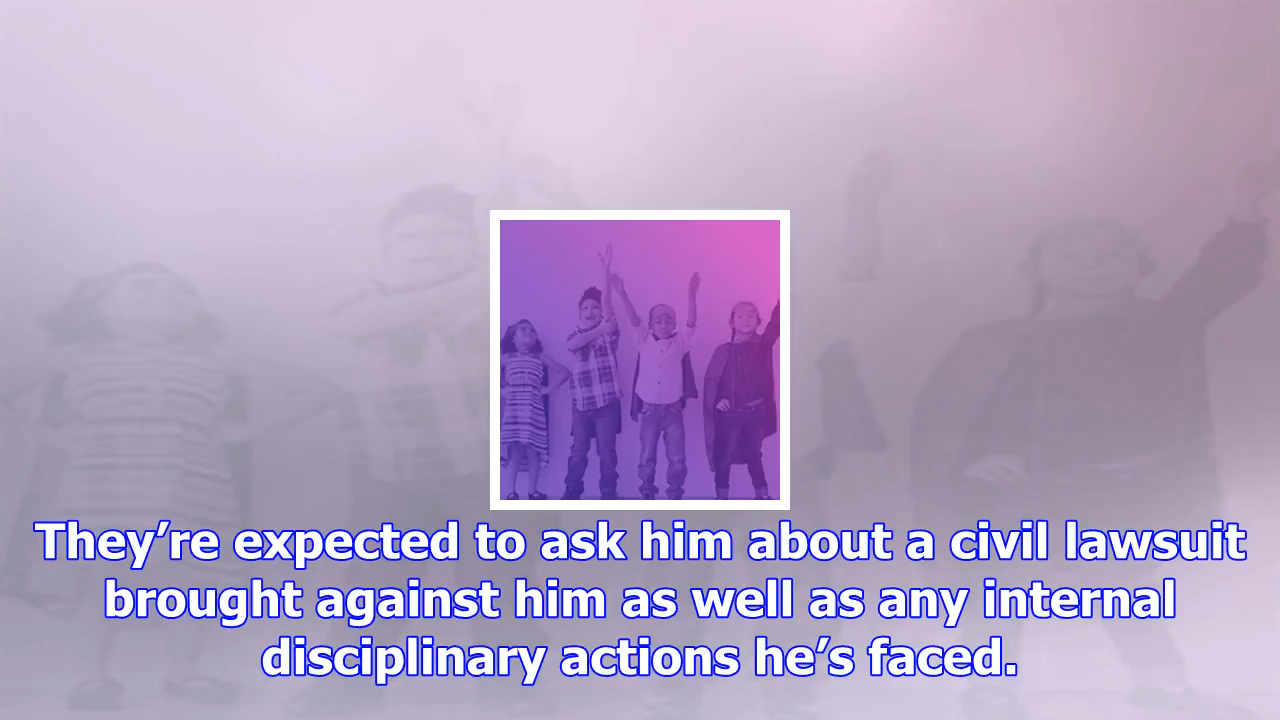 They’re expected to ask him about a civil lawsuit
brought against him as well as any internal
disciplinary actions he’s faced.